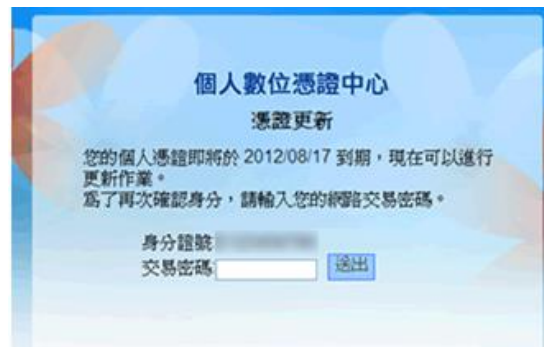 個人數位憑證中心
憑證更新
您的個人憑證即將於 2012/08/17 到期，現在可以進行
更新作業。
為了再次確認身分，請輸入您的網路交易密碼。
身分證號
交易密碼
送出